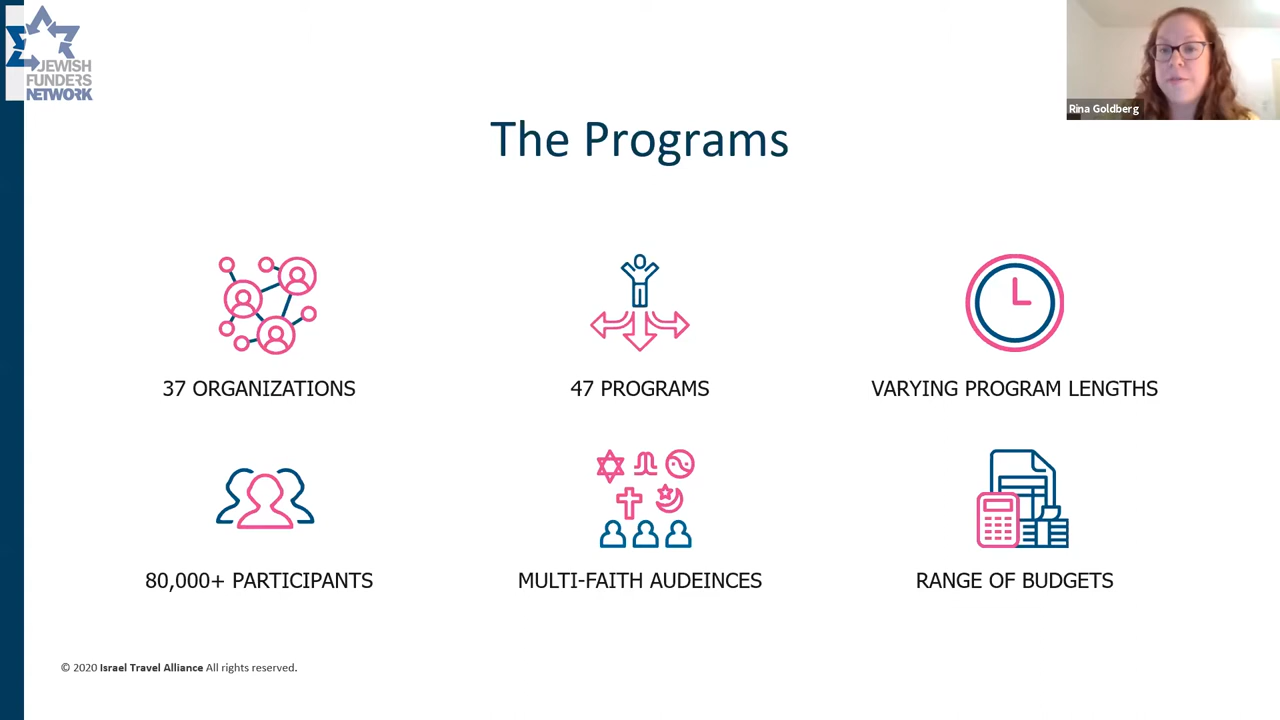 JEWISH
FUNDERS
NETWORK
Rina Goldberg
The Programs
37 ORGANIZATIONS
47 PROGRAMS
VARYING PROGRAM LENGTHS
80,000+ PARTICIPANTS
MULTI-FAITH AUDEINCES
RANGE OF BUDGETS
© 2020 Israel Travel Alliance All rights reserved.